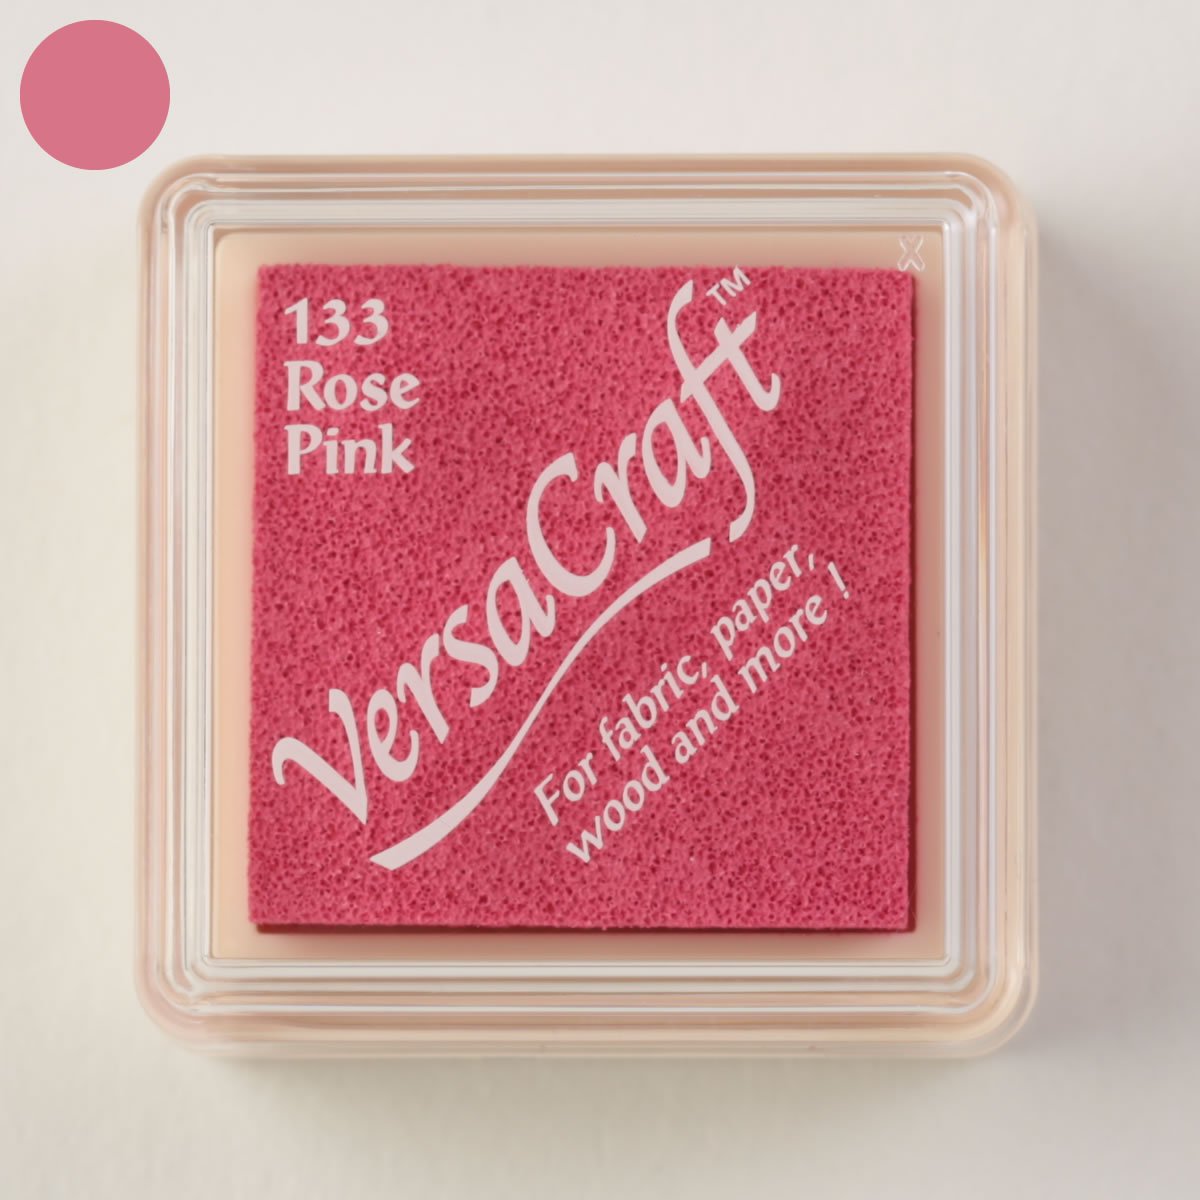 133
Rose
Pink
VersaCraft™
For fabric, paper,
wood and more !